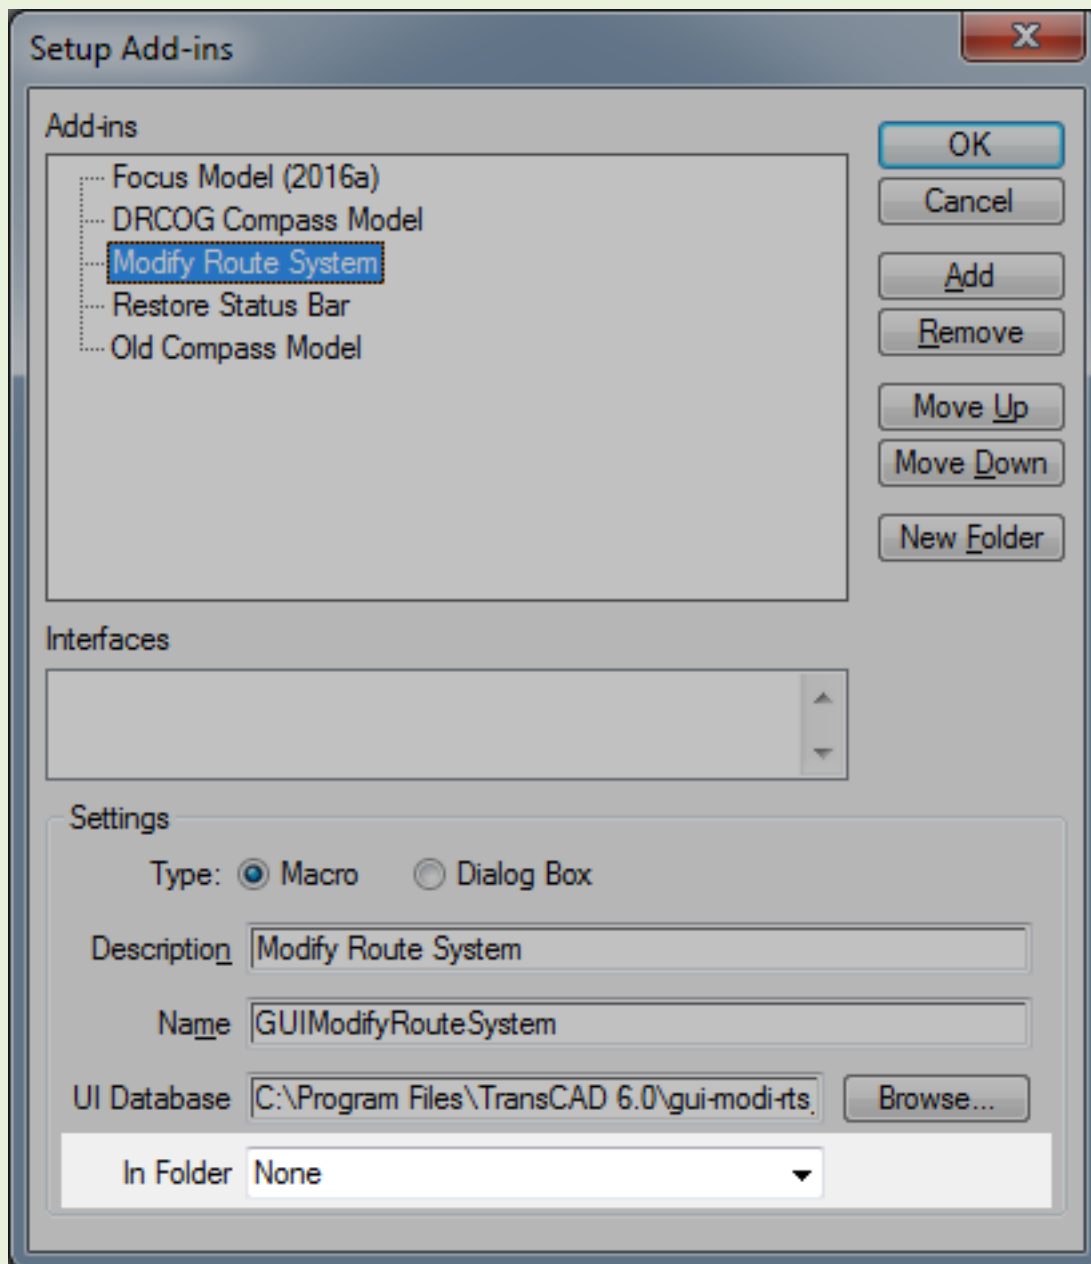 Setup Add-ins
Add-ins
Focus Model (2016a)
DRCOG Compass Model
Modify Route System
Restore Status Bar
Old Compass Model
OK
Cancel
Add
Remove
Move Up
Move Down
New Folder
Interfaces
Settings
Type: Macro Dialog Box
Description Modify Route System
Name GUIModifyRouteSystem
UI Database C:\Program Files\TransCAD 6.0\gui-modi-rts_ Browse...
In Folder None